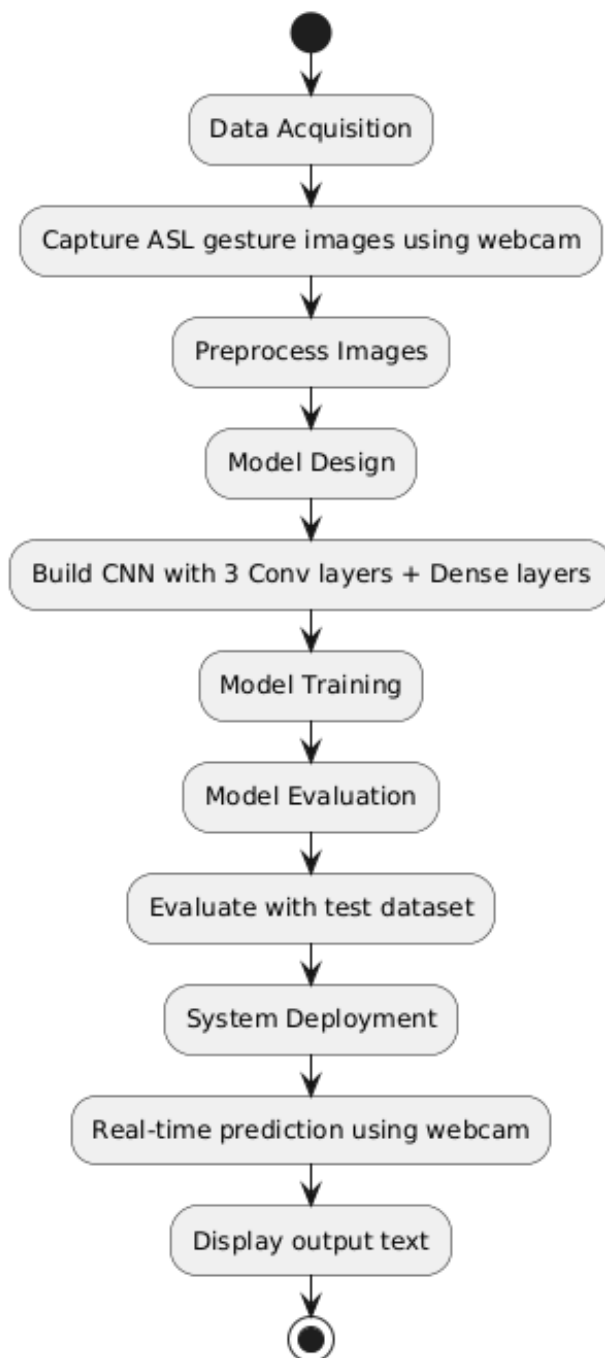 Data Acquisition
Capture ASL gesture images using webcam
Preprocess Images
Model Design
Build CNN with 3 Conv layers + Dense layers
Model Training
Model Evaluation
Evaluate with test dataset
System Deployment
Real-time prediction using webcam
Display output text